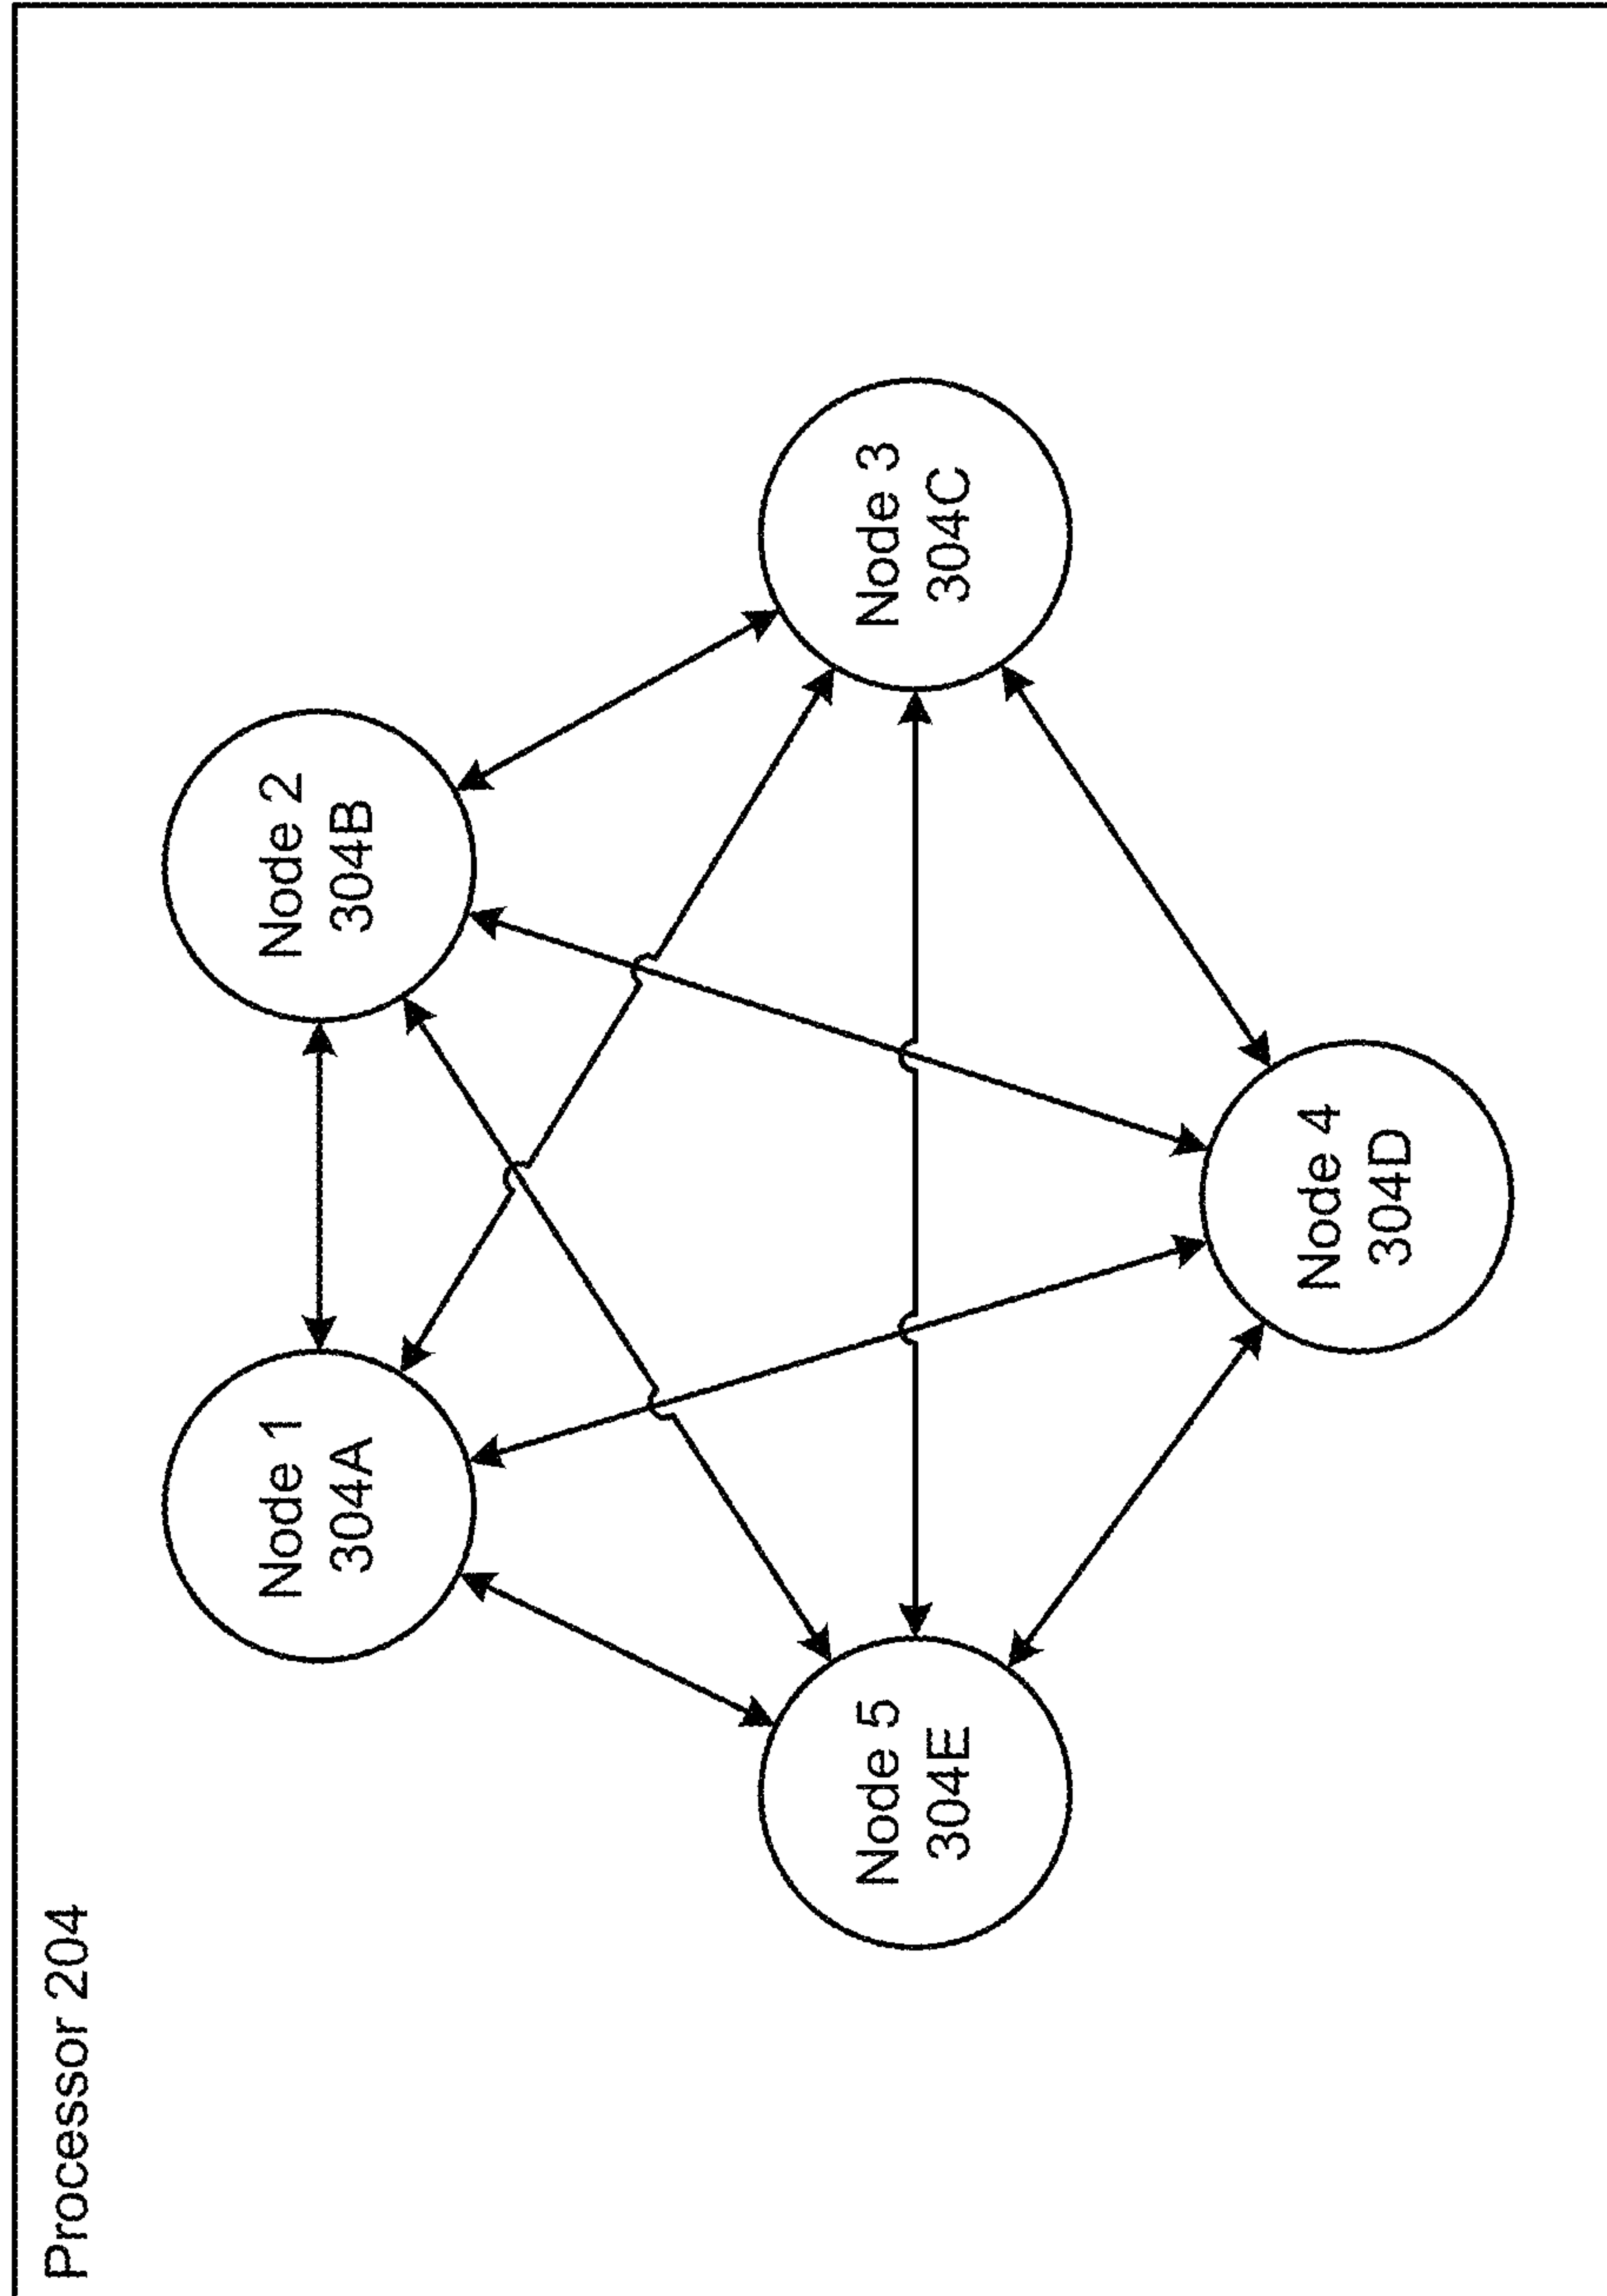 Processor 204
Node 1
304A
Node 2
304B
Node 5
304E
Node 3
304C
Node 4
304D